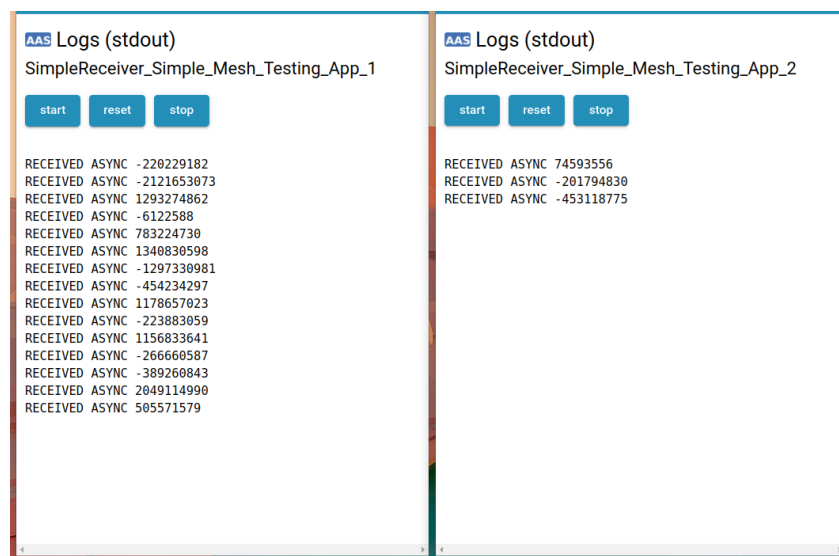 AAS Logs (stdout)
SimpleReceiver_Simple_Mesh_Testing_App_1
start reset stop
RECEIVED ASYNC -220229182
RECEIVED ASYNC -2121653073
RECEIVED ASYNC 1293274862
RECEIVED ASYNC -6122588
RECEIVED ASYNC 783224730
RECEIVED ASYNC 1340830598
RECEIVED ASYNC -1297330981
RECEIVED ASYNC -454234297
RECEIVED ASYNC 1178657023
RECEIVED ASYNC -223883059
RECEIVED ASYNC 1156833641
RECEIVED ASYNC -266660587
RECEIVED ASYNC -389260843
RECEIVED ASYNC 2049114990
RECEIVED ASYNC 505571579
AAS Logs (stdout)
SimpleReceiver_Simple_Mesh_Testing_App_2
start reset stop
RECEIVED ASYNC 74593556
RECEIVED ASYNC -201794830
RECEIVED ASYNC -453118775